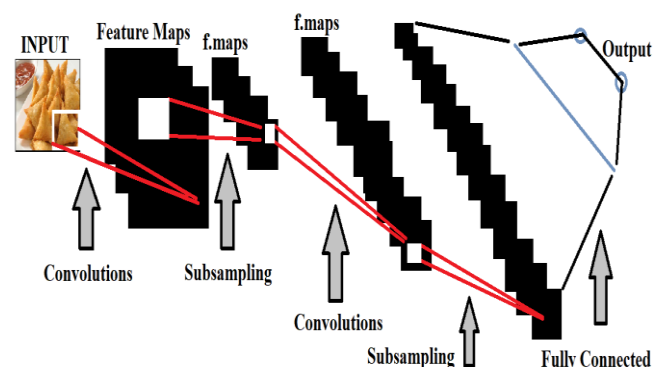 INPUT
Feature Maps
f.maps
f.maps
Output
Convolutions
Subsampling
Convolutions
Subsampling
Fully Connected